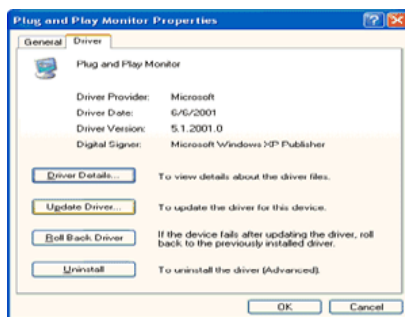 Plug and Play Monitor Properties
General Driver
Plug and Play Monitor
Driver Provider: Microsoft
Driver Date: 6/6/2001
Driver Version: 5.1.2001.0
Digital Signer: Microsoft Windows XP Publisher
Driver Details... To view details about the driver files.
Update Driver... To update the driver for this device.
Roll Back Driver If the device fails after updating the driver, roll
back to the previously installed driver.
Uninstall To uninstall the driver (Advanced).
OK Cancel